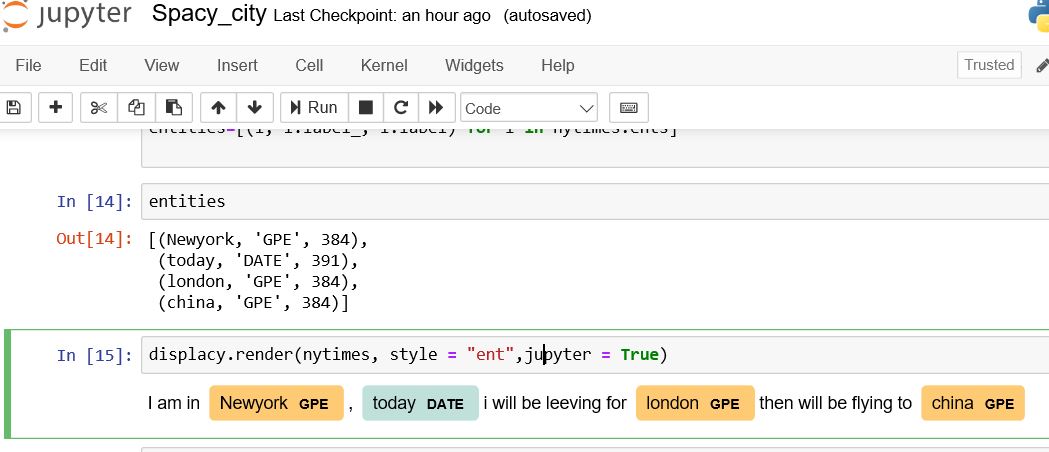 jupyter Spacy_city Last Checkpoint: an hour ago (autosaved)
File Edit View Insert Cell Kernel Widgets Help Trusted
Run Code
entities=[(i, i.label_, i.label) for i in nytimes.ents]
In [14]: entities
Out[14]: [(Newyork, 'GPE', 384),
(today, 'DATE', 391),
(london, 'GPE', 384),
(china, 'GPE', 384)]
In [15]: displacy.render(nytimes, style = "ent",jupyter = True)
I am in Newyork GPE , today DATE i will be leeving for london GPE then will be flying to china GPE